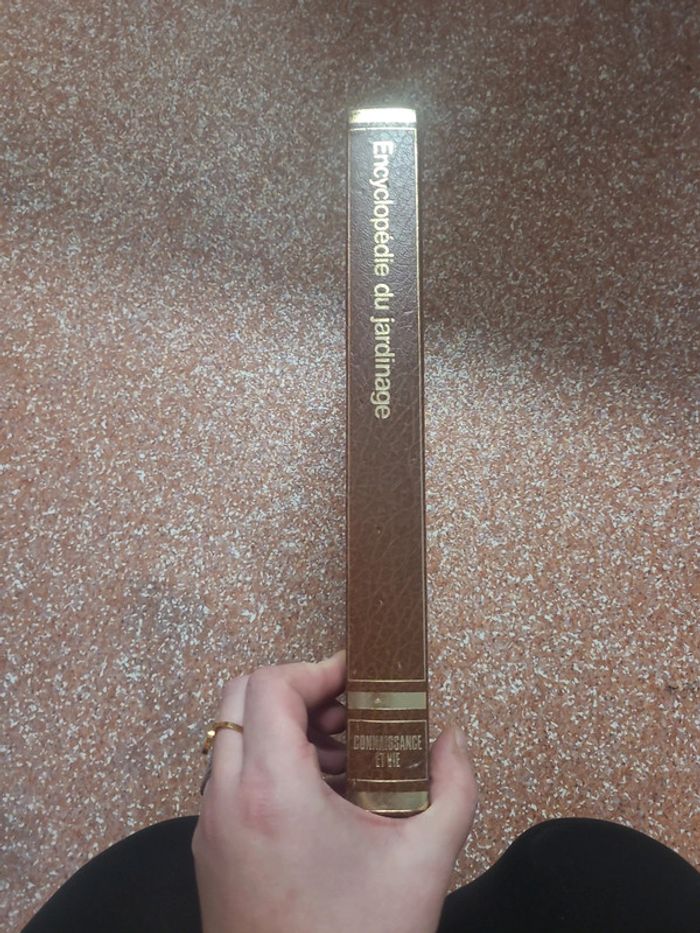 Encyclopédie du jardinage
CONNAISSANCE
ET VIE